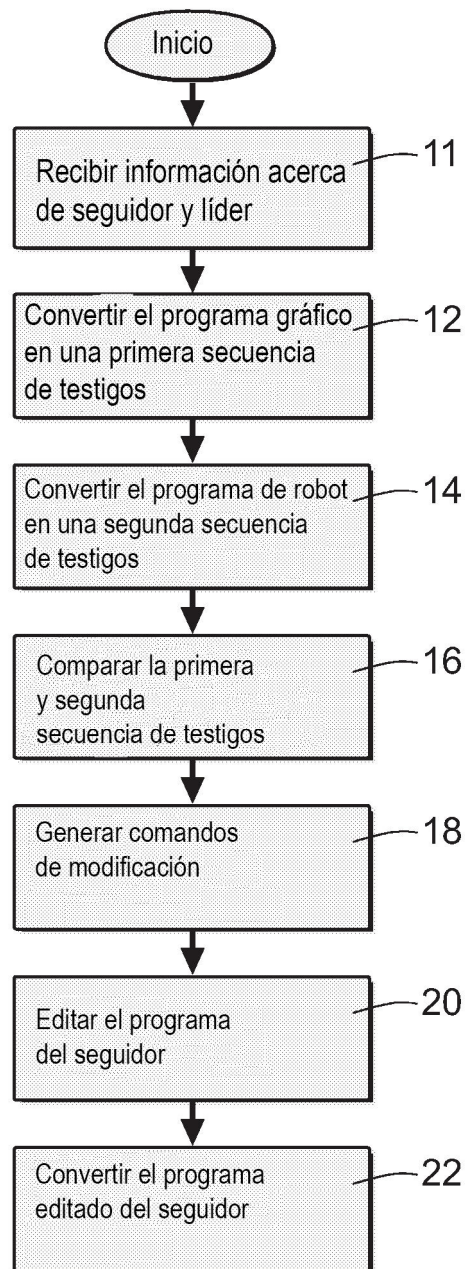 Inicio
Recibir información acerca
de seguidor y líder
11
Convertir el programa gráfico
en una primera secuencia
de testigos
12
Convertir el programa de robot
en una segunda secuencia
de testigos
14
Comparar la primera
y segunda
secuencia de testigos
16
Generar comandos
de modificación
18
Editar el programa
del seguidor
20
Convertir el programa
editado del seguidor
22